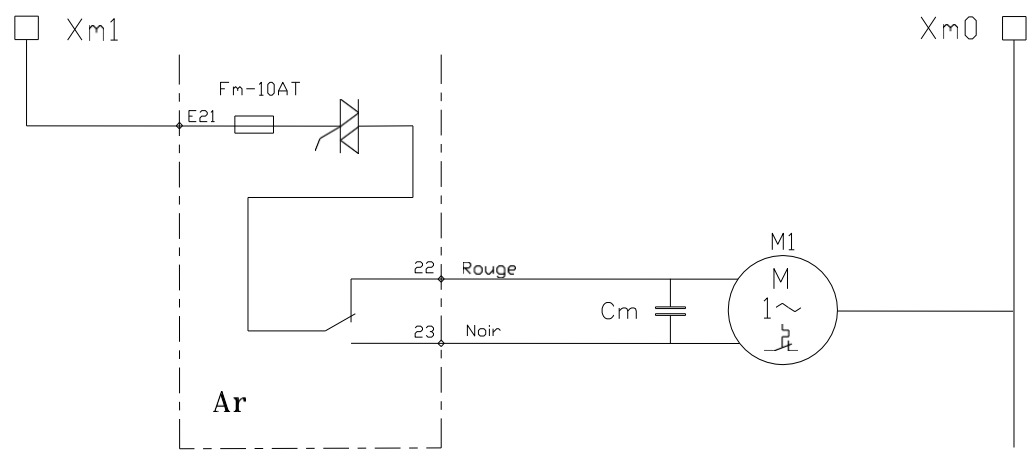 Xm1
Xm0
Fm-10AT
E21
22
Rouge
M1
M
1~
Cm
23
Noir
Ar